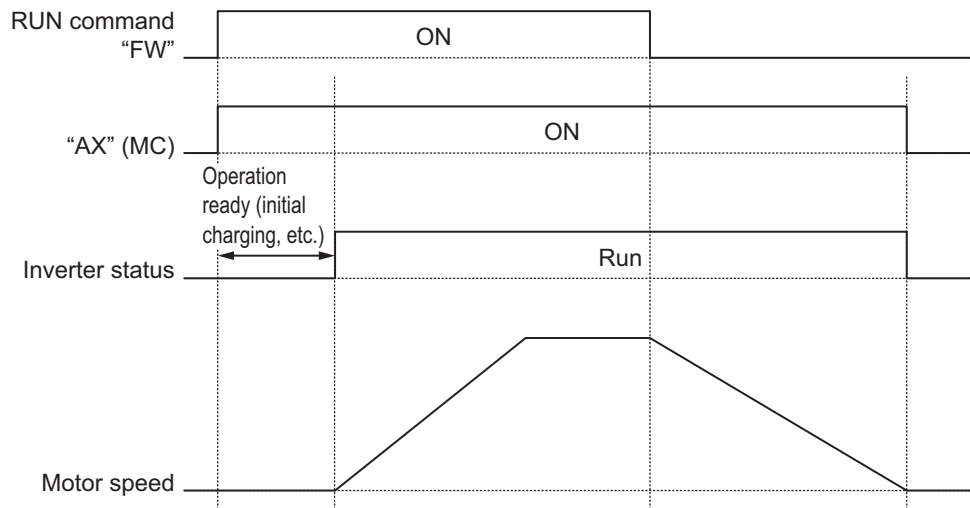 RUN command
“FW”
ON
“AX” (MC)
ON
Operation
ready (initial
charging, etc.)
Inverter status
Run
Motor speed